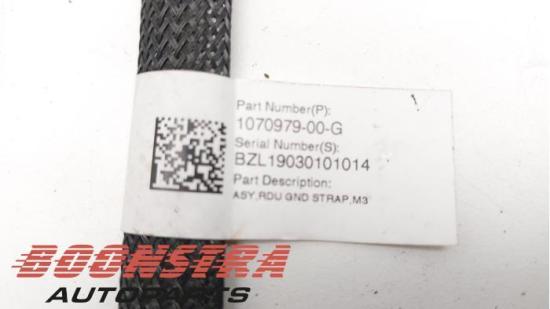 Part Number(P):
1070979-00-G
Serial Number(S):
BZL19030101014
Part Description:
ASY,RDU GND STRAP,M3
BOONSTRA
AUTOPARTS